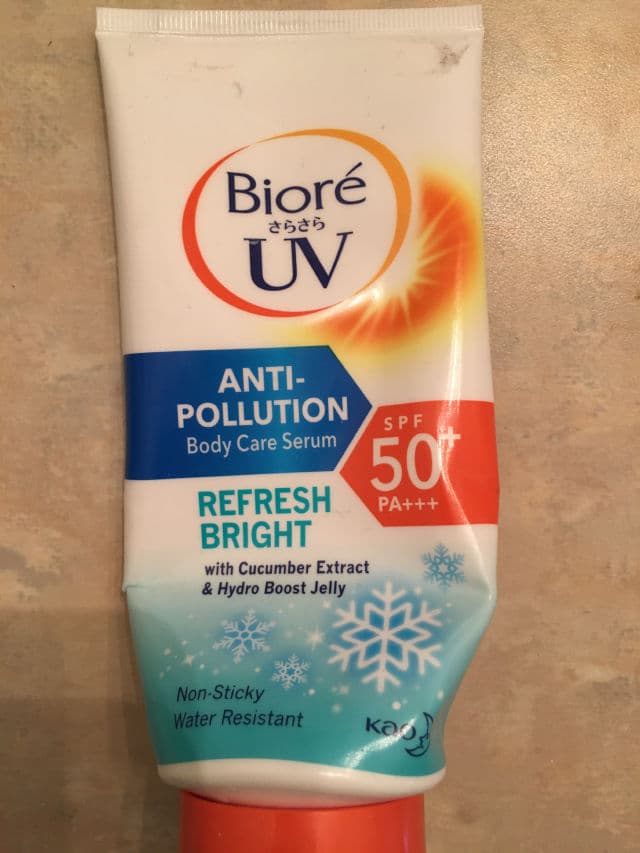 Bioré
さらさら
UV
ANTI-
POLLUTION
Body Care Serum
SPF
50+
PA+++
REFRESH
BRIGHT
with Cucumber Extract
& Hydro Boost Jelly
Non-Sticky
Water Resistant
Kao